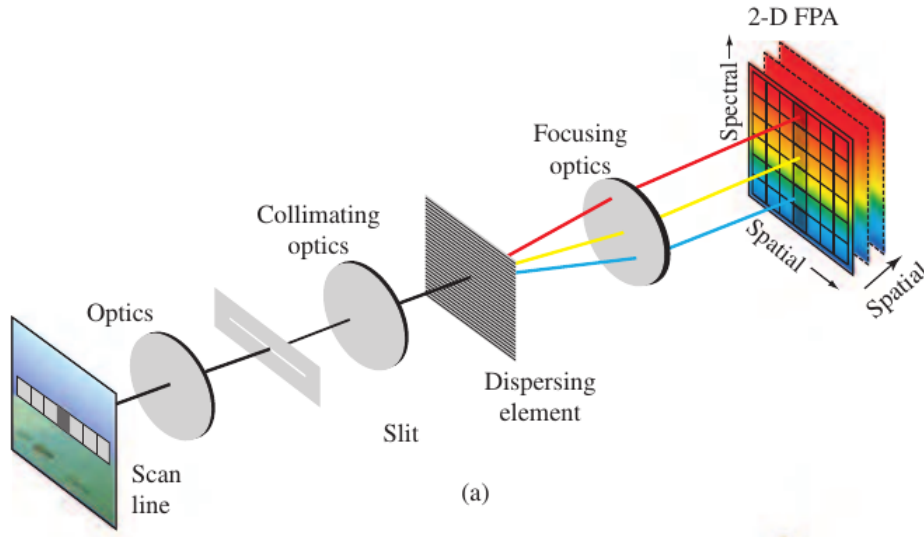 2-D FPA
Spectral
Focusing
optics
Collimating
optics
Spatial
Spatial
Optics
Dispersing
element
Slit
Scan
line
(a)